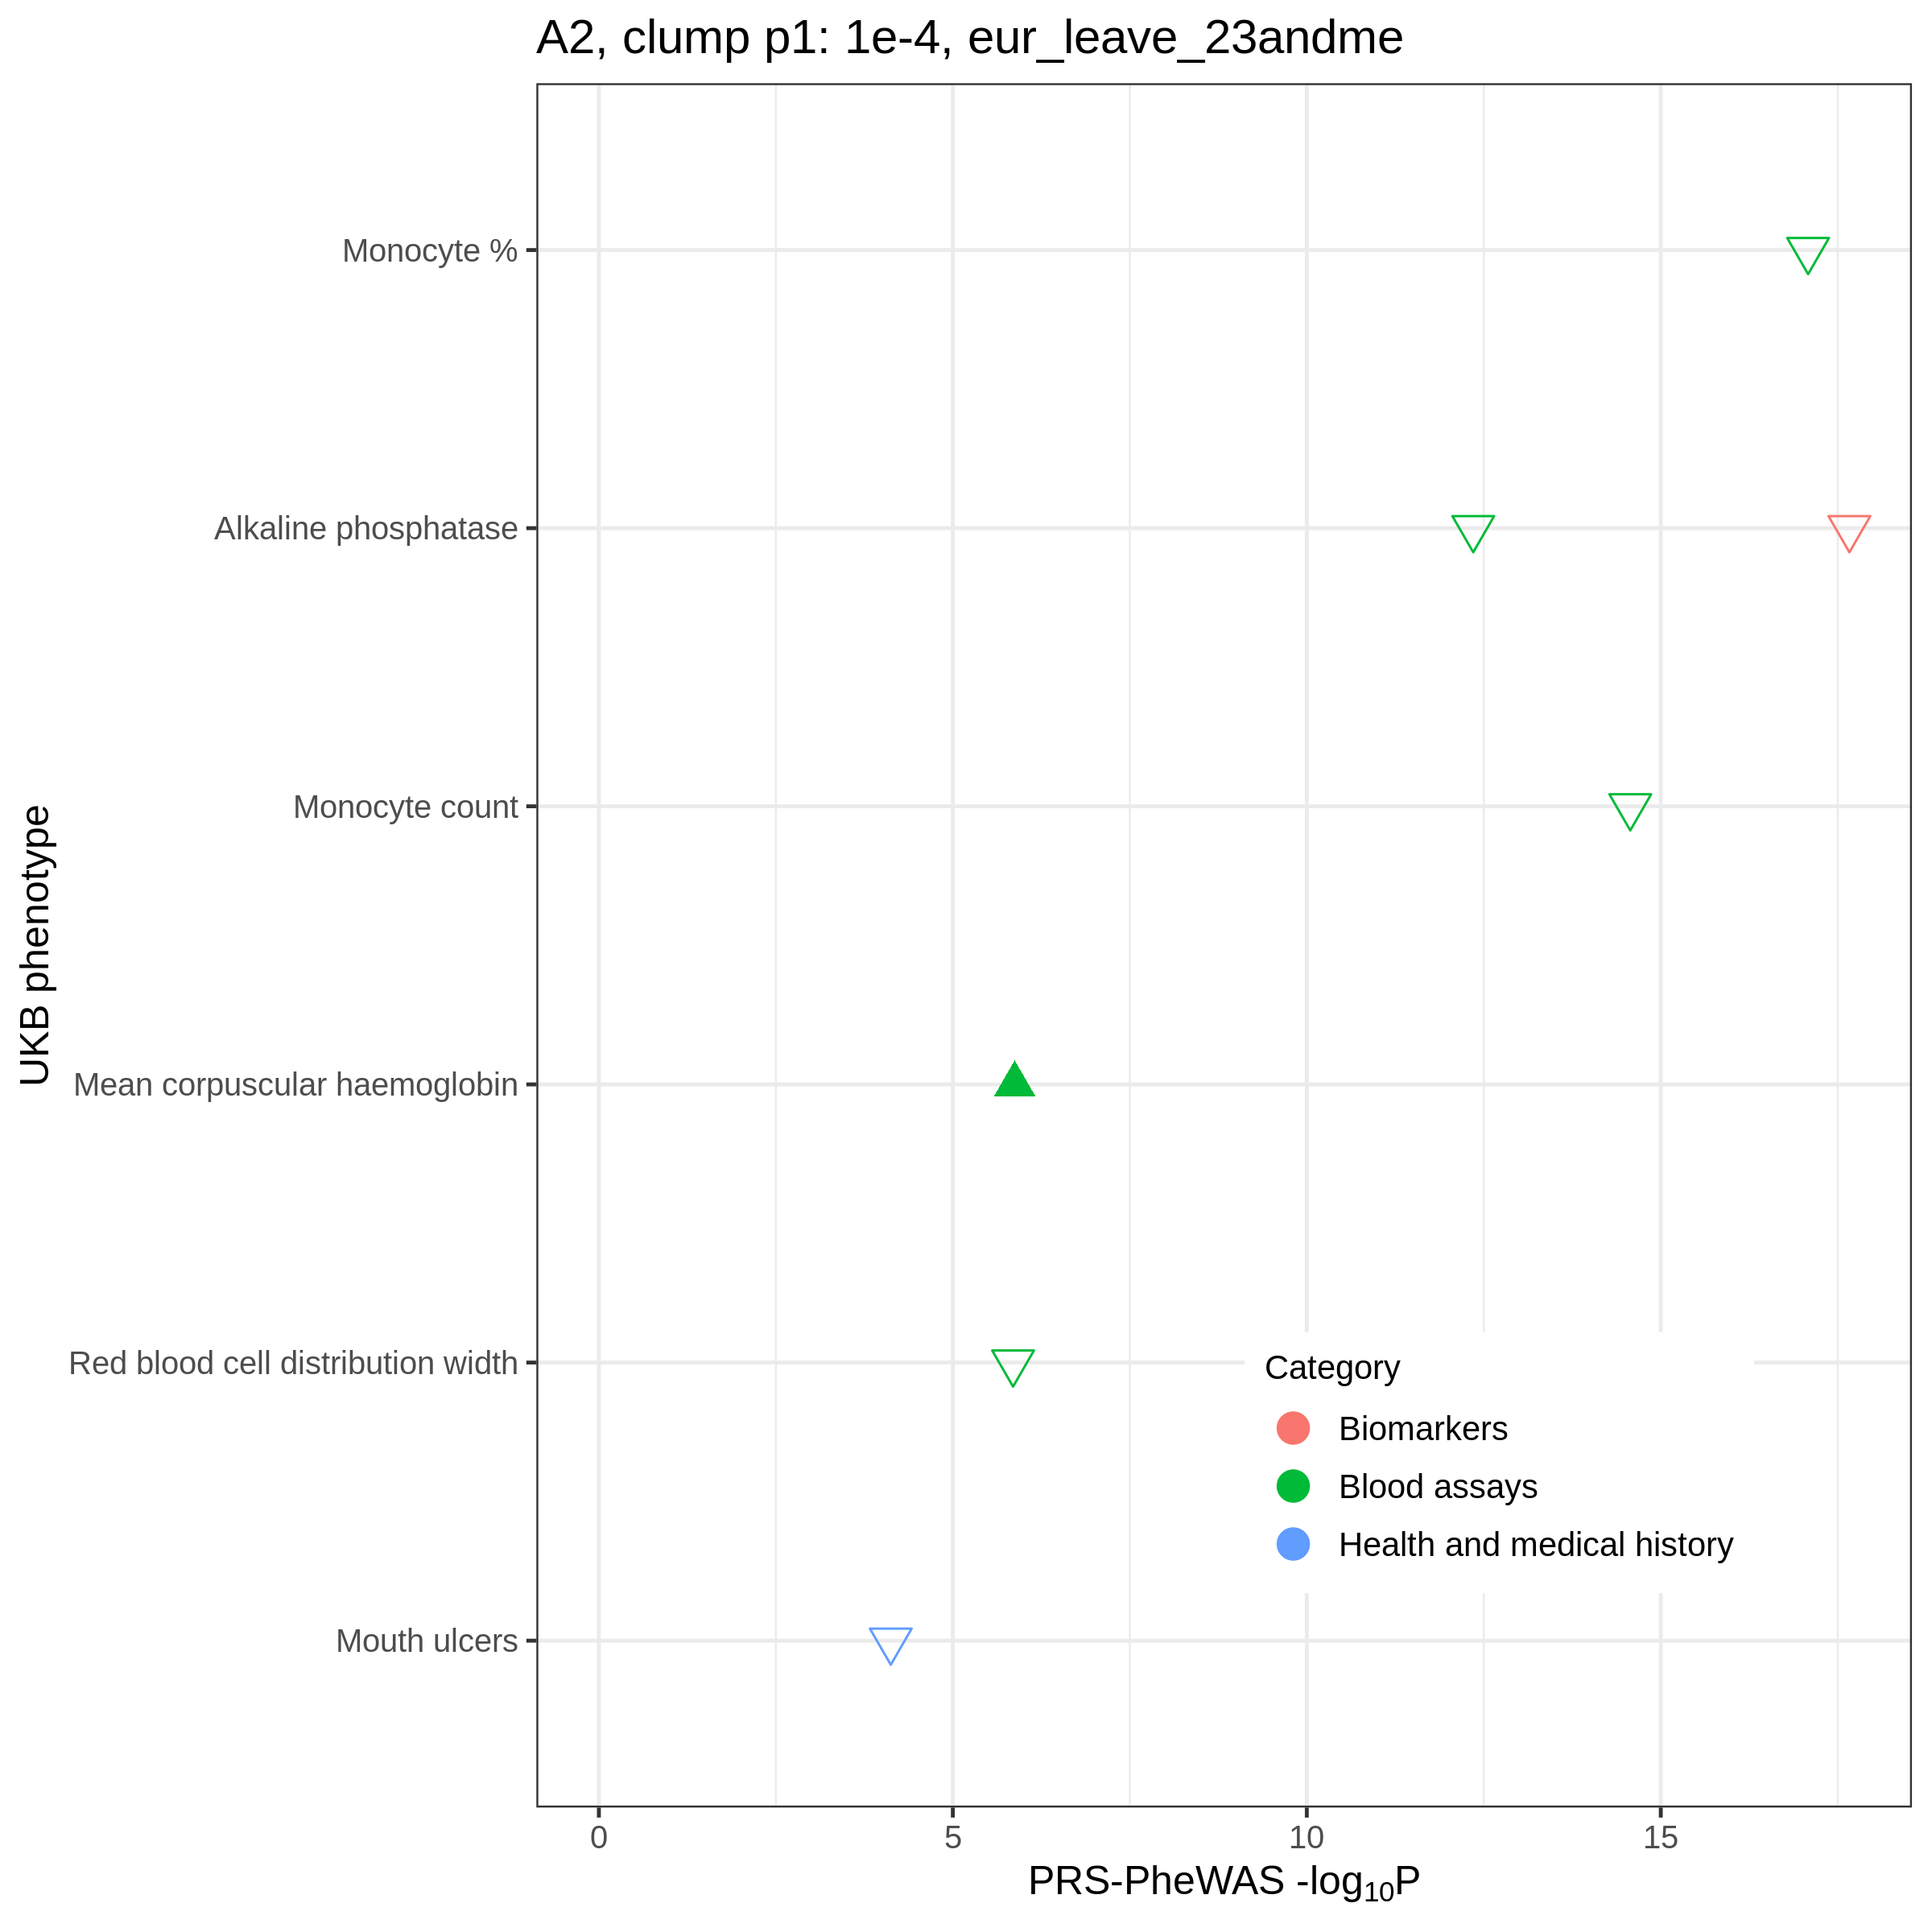 A2, clump p1: 1e-4, eur_leave_23andme
UKB phenotype
Monocyte %
Alkaline phosphatase
Monocyte count
Mean corpuscular haemoglobin
Red blood cell distribution width
Mouth ulcers
Category
Biomarkers
Blood assays
Health and medical history
0 5 10 15
PRS-PheWAS -log₁₀P